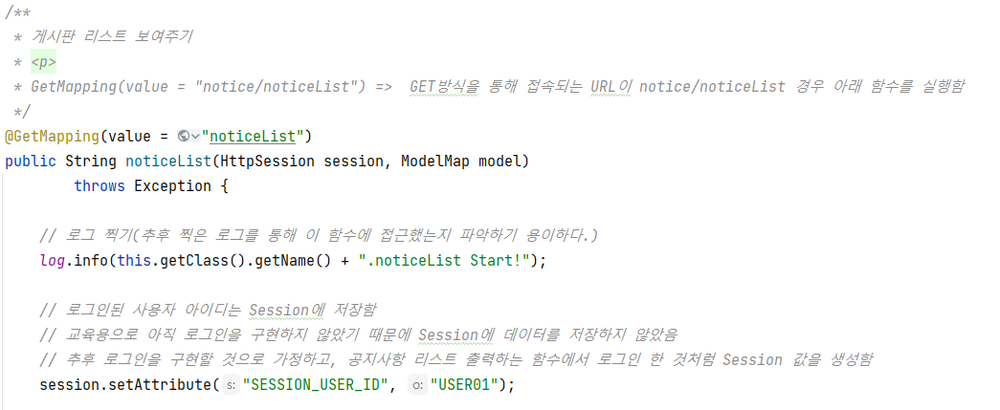 /**
 * 게시판 리스트 보여주기
 * <p>
 * GetMapping(value = "notice/noticeList") =>  GET방식을 통해 접속되는 URL이 notice/noticeList 경우 아래 함수를 실행함
 */
@GetMapping(value = "noticeList")
public String noticeList(HttpSession session, ModelMap model)
        throws Exception {
    // 로그 찍기(추후 찍은 로그를 통해 이 함수에 접근했는지 파악하기 용이하다.)
    log.info(this.getClass().getName() + ".noticeList Start!");
    // 로그인된 사용자 아이디는 Session에 저장함
    // 교육용으로 아직 로그인을 구현하지 않았기 때문에 Session에 데이터를 저장하지 않았음
    // 추후 로그인을 구현할 것으로 가정하고, 공지사항 리스트 출력하는 함수에서 로그인 한 것처럼 Session 값을 생성함
    session.setAttribute( s: "SESSION_USER_ID", o: "USER01");